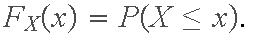 F_X(x) = P(X ≤ x).